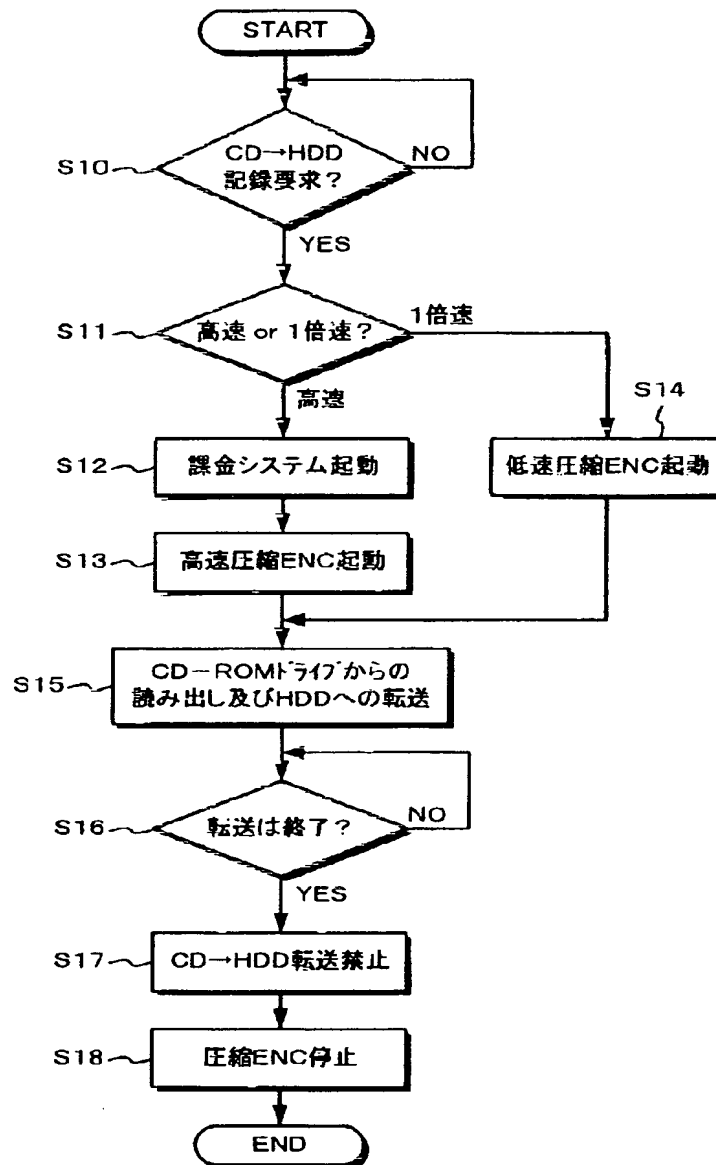 START
S10
CD→HDD
記録要求？
NO
YES
S11
高速 or 1倍速？
1倍速
高速
S14
S12
課金システム起動
低速圧縮ENC起動
S13
高速圧縮ENC起動
S15
CD－ROMﾄﾞﾗｲﾌﾞからの
読み出し及びHDDへの転送
S16
転送は終了？
NO
YES
S17
CD→HDD転送禁止
S18
圧縮ENC停止
END